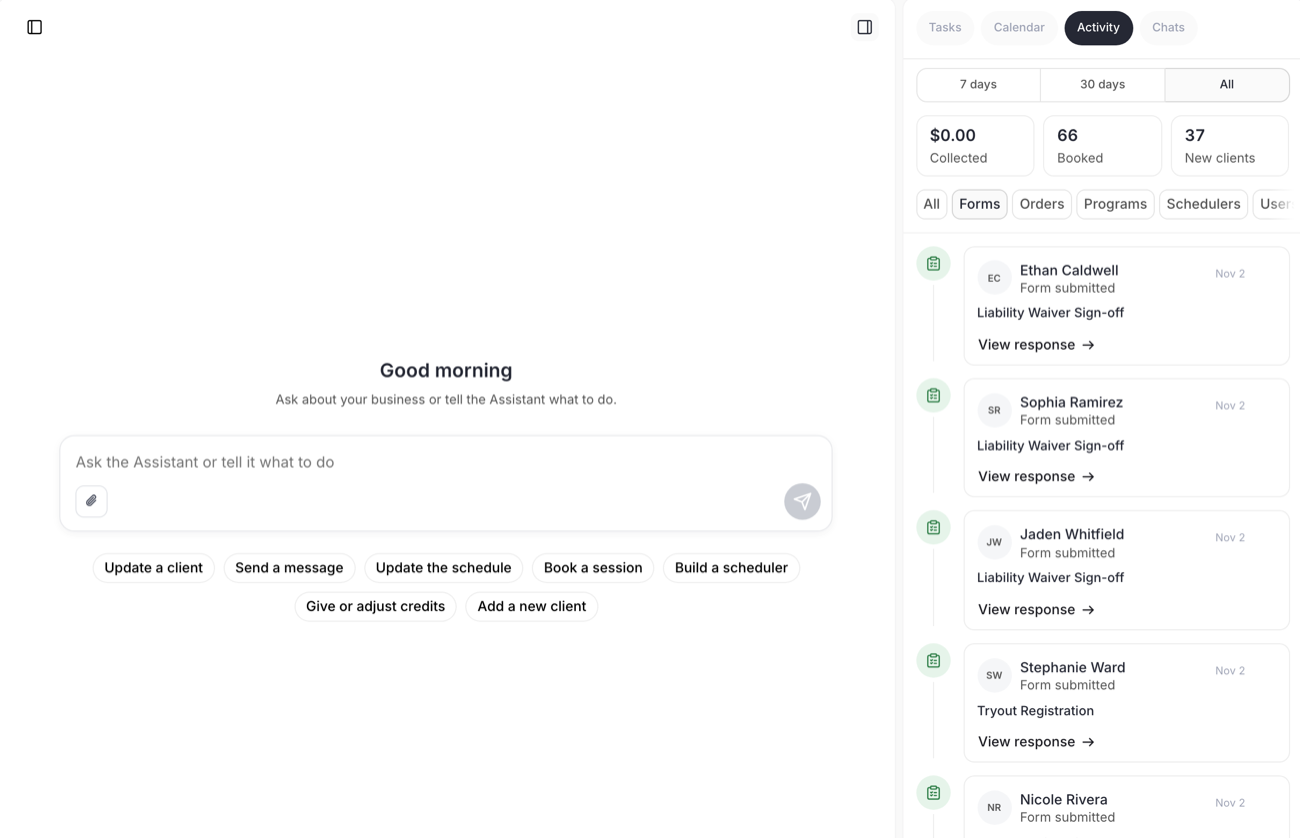 Tasks Calendar Activity Chats
7 days 30 days All
$0.00 66 37
Collected Booked New clients
All Forms Orders Programs Schedulers
EC Ethan Caldwell Nov 2
Form submitted
Liability Waiver Sign-off
View response →
SR Sophia Ramirez Nov 2
Form submitted
Liability Waiver Sign-off
View response →
JW Jaden Whitfield Nov 2
Form submitted
Liability Waiver Sign-off
View response →
SW Stephanie Ward Nov 2
Form submitted
Tryout Registration
View response →
NR Nicole Rivera Nov 2
Form submitted
Good morning
Ask about your business or tell the Assistant what to do.
Ask the Assistant or tell it what to do
Update a client Send a message Update the schedule Book a session Build a scheduler
Give or adjust credits Add a new client